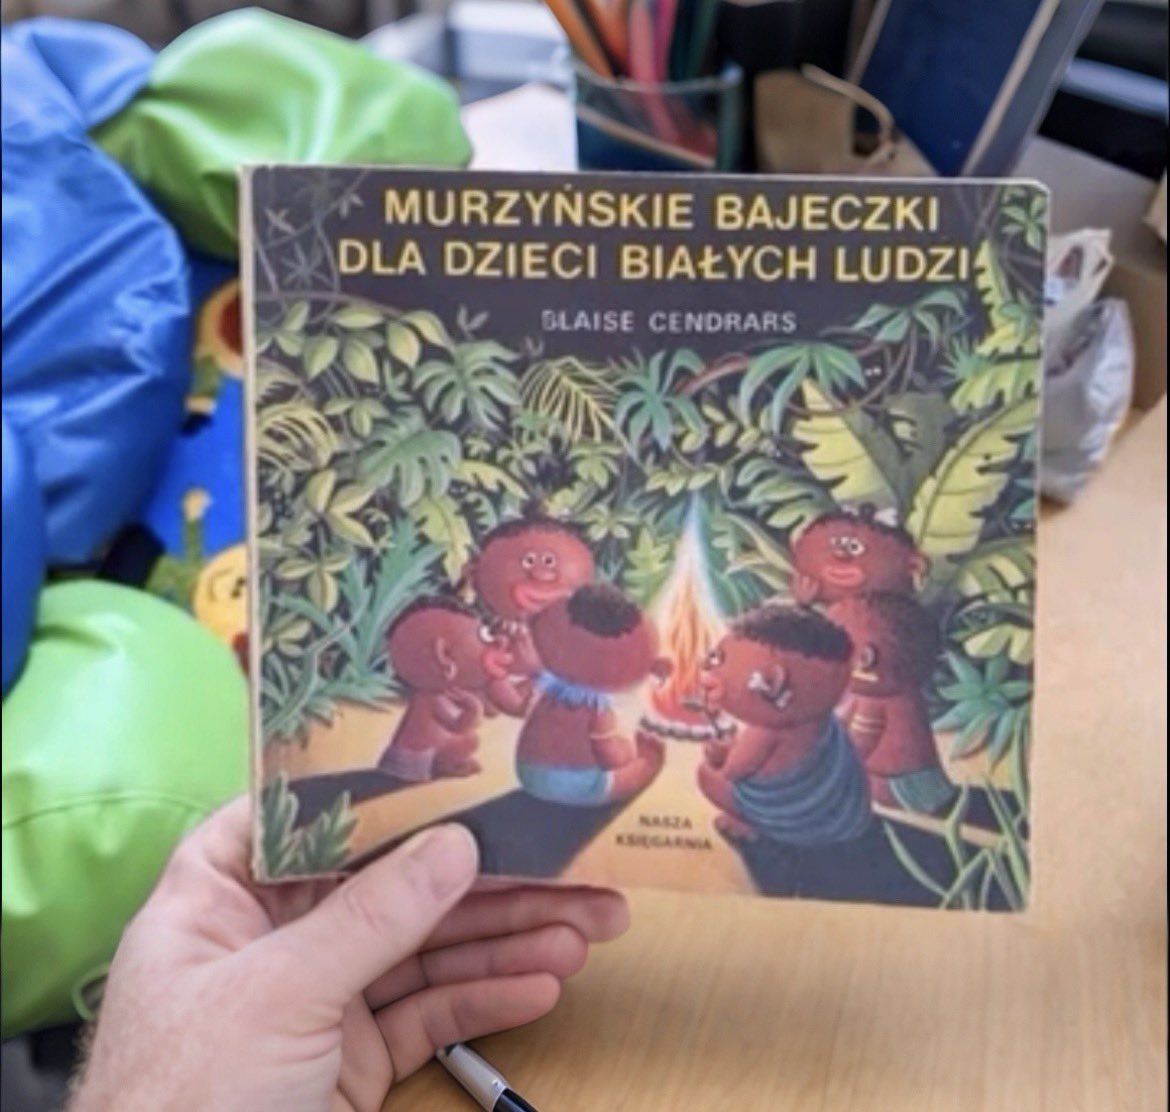 MURZYŃSKIE BAJECZKI
DLA DZIECI BIAŁYCH LUDZI
BLAISE CENDRARS
NASZA
KSIĘGARNIA